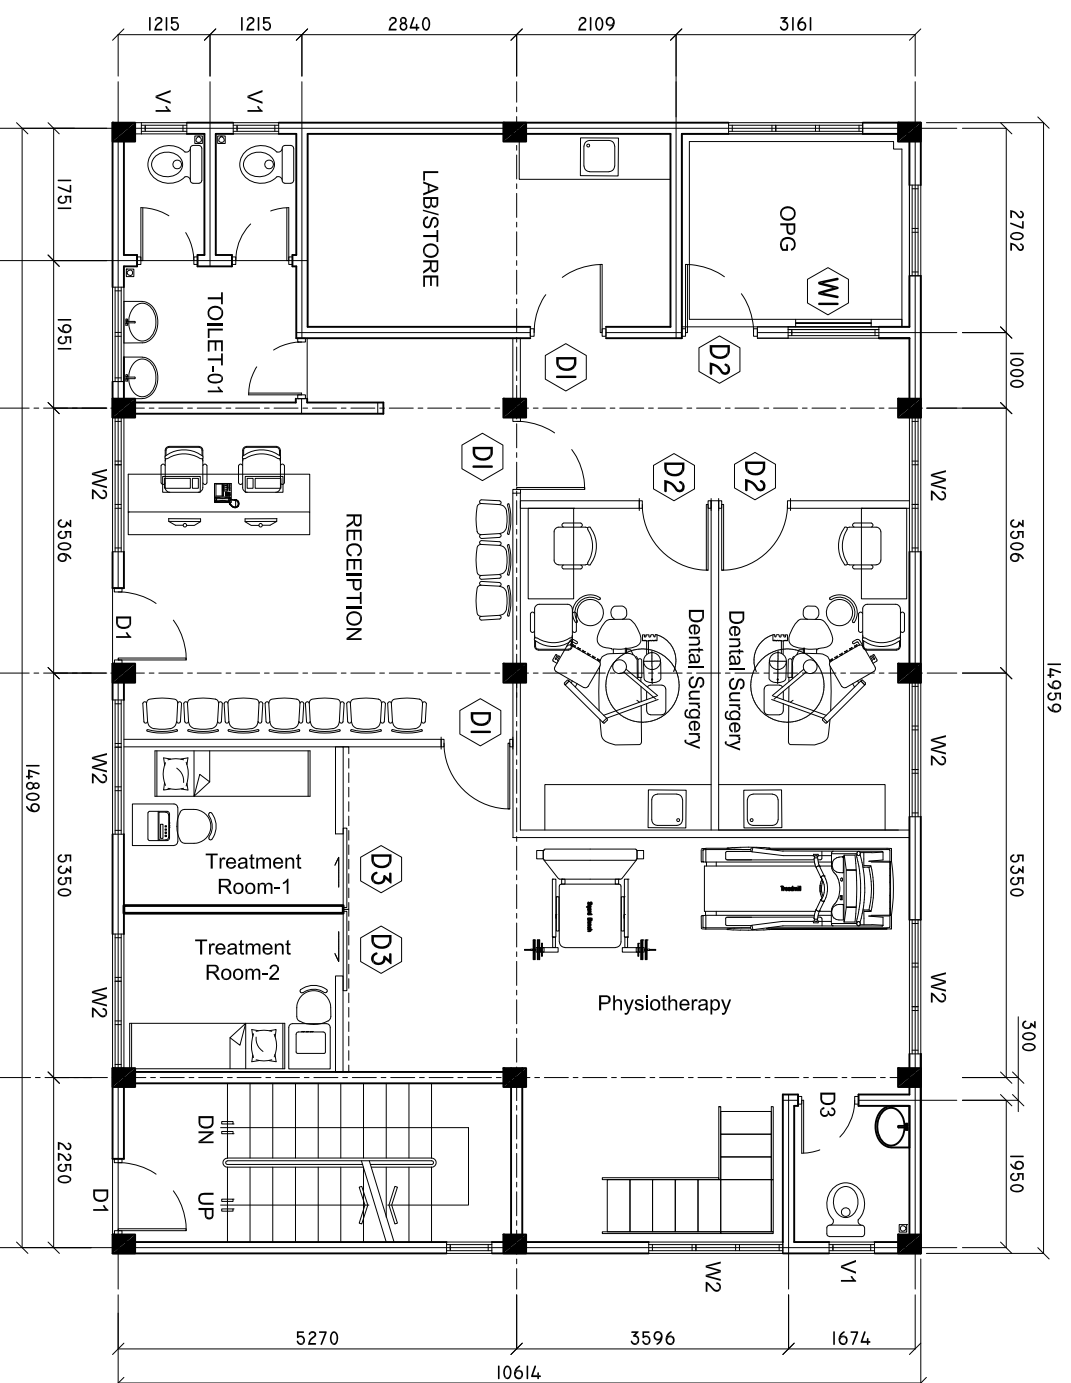 1215
1215
2840
2109
3161
V1
V1
1751
1951
3506
5350
2250
14809
2702
1000
3506
5350
300
1950
14959
LAB/STORE
OPG
W1
TOILET-01
D1
D2
D1
D2
D2
W2
W2
RECEIPTION
D1
Dental Surgery
Dental Surgery
D1
W2
W2
Treatment
Room-1
D3
Treadmill
Squat Bench
Treatment
Room-2
D3
Physiotherapy
W2
W2
D3
DN
UP
D1
W2
V1
5270
3596
1674
10614